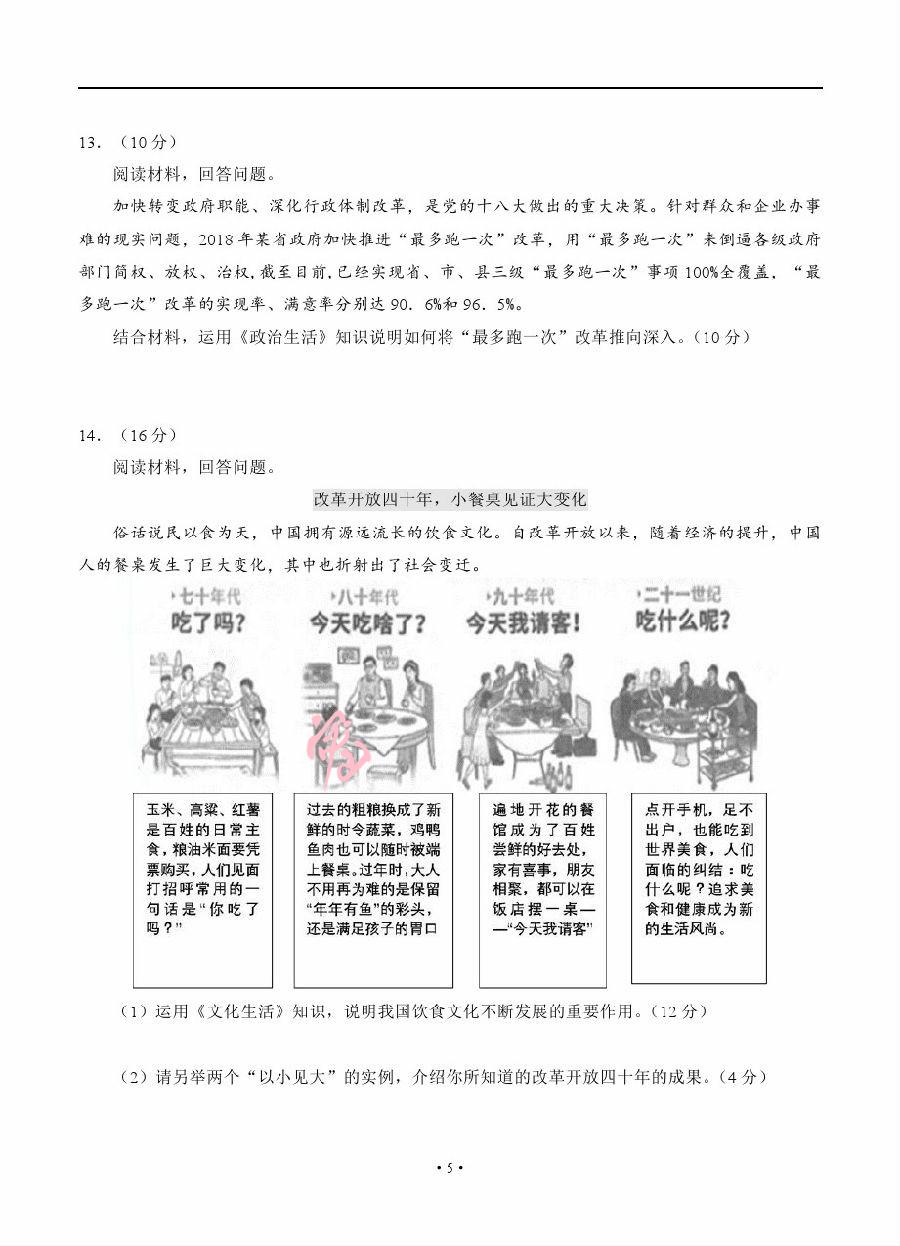 13．（10分）
阅读材料，回答问题。
加快转变政府职能、深化行政体制改革，是党的十八大做出的重大决策。针对群众和企业办事
难的现实问题，2018年某省政府加快推进“最多跑一次”改革，用“最多跑一次”来倒逼各级政府
部门简权、放权、治权,截至目前,已经实现省、市、县三级“最多跑一次”事项100%全覆盖，“最
多跑一次”改革的实现率、满意率分别达90．6%和96．5%。
结合材料，运用《政治生活》知识说明如何将“最多跑一次”改革推向深入。（10分）
14．（16分）
阅读材料，回答问题。
改革开放四十年，小餐桌见证大变化
俗话说民以食为天，中国拥有源远流长的饮食文化。自改革开放以来，随着经济的提升，中国
人的餐桌发生了巨大变化，其中也折射出了社会变迁。
七十年代
吃了吗？
八十年代
今天吃啥了？
九十年代
今天我请客！
二十一世纪
吃什么呢？
玉米、高粱、红薯
是百姓的日常主
食，粮油米面要凭
票购买，人们见面
打招呼常用的一
句话是“你吃了
吗？”
过去的粗粮换成了新
鲜的时令蔬菜，鸡鸭
鱼肉也可以随时被端
上餐桌。过年时，大人
不用再为难的是保留
“年年有鱼”的彩头，
还是满足孩子的胃口
遍地开花的餐
馆成为了百姓
尝鲜的好去处，
家有喜事，朋友
相聚，都可以在
饭店摆一桌—
—“今天我请客”
点开手机，足不
出户，也能吃到
世界美食，人们
面临的纠结：吃
什么呢？追求美
食和健康成为新
的生活风尚。
（1）运用《文化生活》知识，说明我国饮食文化不断发展的重要作用。（12分）
（2）请另举两个“以小见大”的实例，介绍你所知道的改革开放四十年的成果。（4分）
·5·